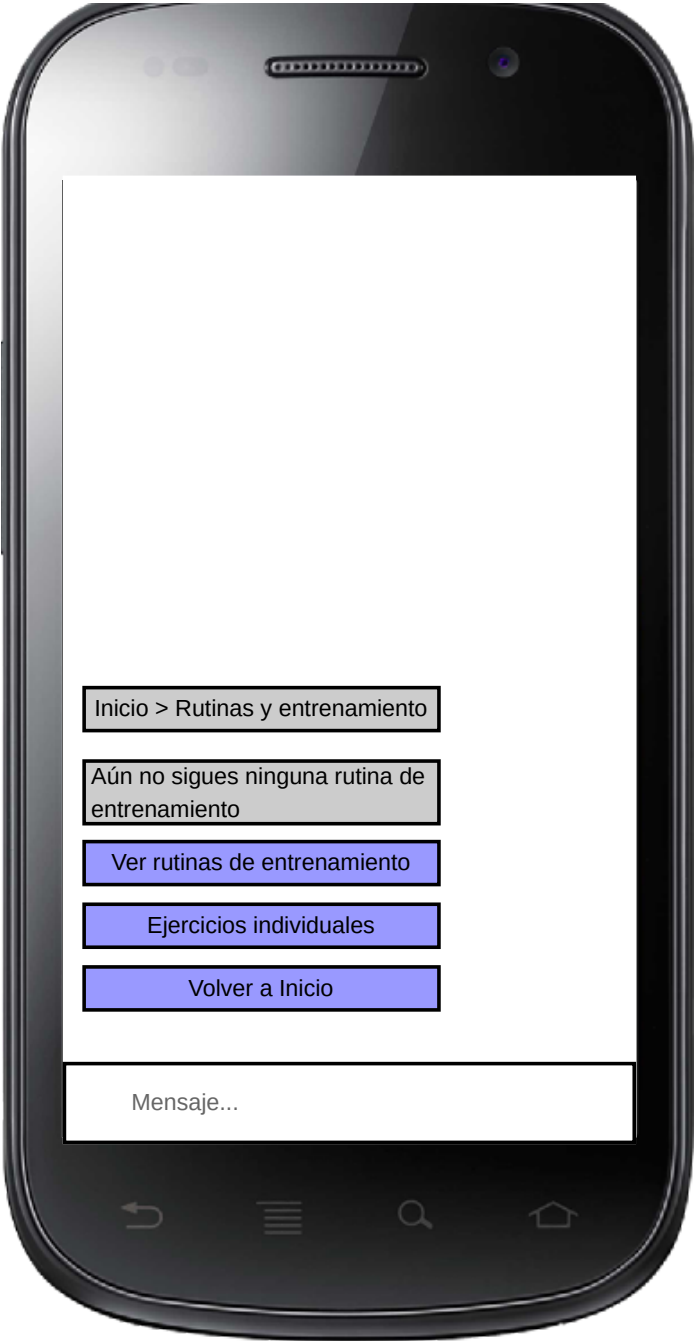 Inicio > Rutinas y entrenamiento
Aún no sigues ninguna rutina de
entrenamiento
Ver rutinas de entrenamiento
Ejercicios individuales
Volver a Inicio
Mensaje...